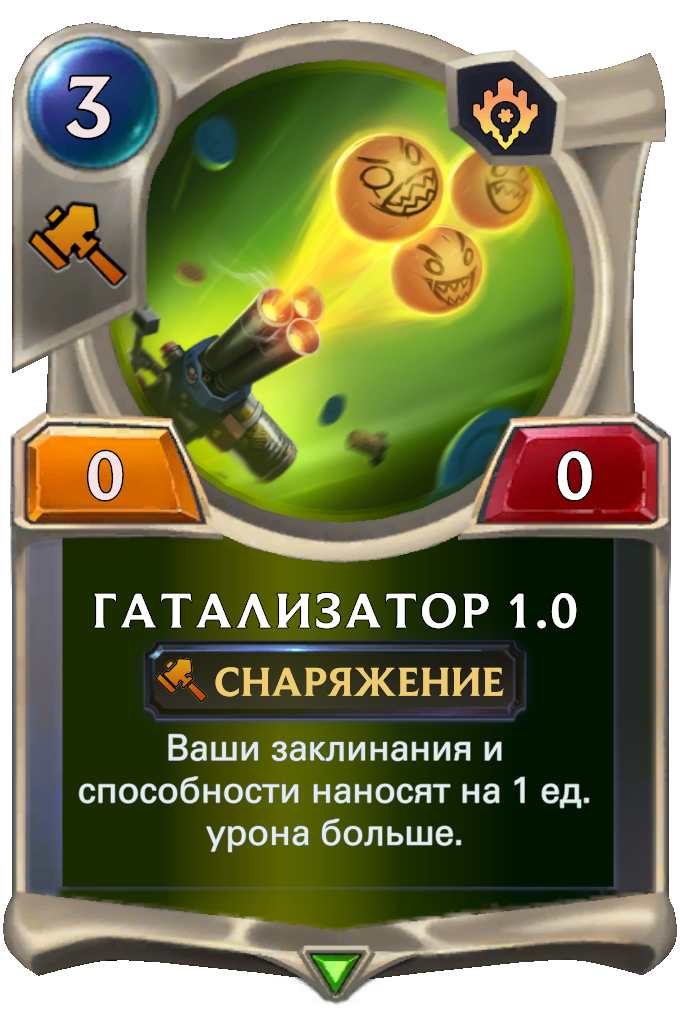 3
0
0
ГАТАЛИЗАТОР 1.0
СНАРЯЖЕНИЕ
Ваши заклинания и
способности наносят на 1 ед.
урона больше.